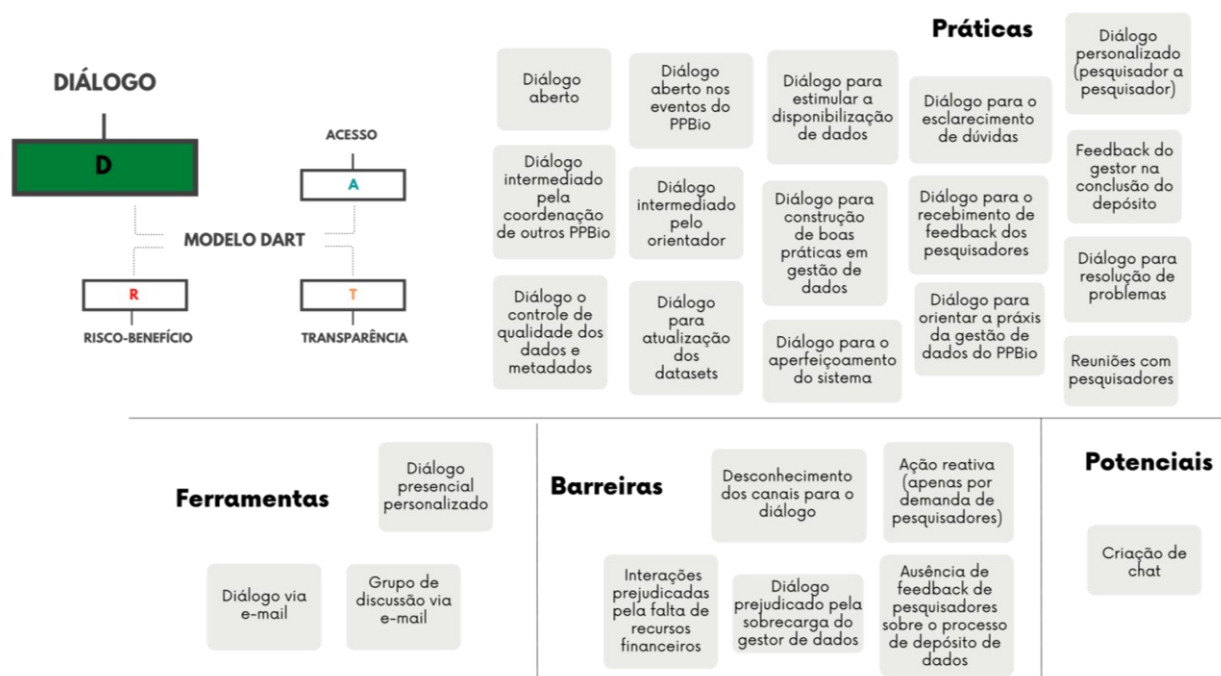 DIÁLOGO
D
ACESSO
A
MODELO DART
R
RISCO-BENEFÍCIO
T
TRANSPARÊNCIA
Práticas
Diálogo
aberto
Diálogo
aberto nos
eventos do
PPBio
Diálogo para
estimular a
disponibilização
de dados
Diálogo para o
esclarecimento
de dúvidas
Diálogo
personalizado
(pesquisador a
pesquisador)
Diálogo
intermediado
pela
coordenação
de outros PPBio
Diálogo
intermediado
pelo
orientador
Diálogo para
construção
de boas
práticas em
gestão de
dados
Diálogo para o
recebimento de
feedback dos
pesquisadores
Feedback do
gestor na
conclusão do
depósito
Diálogo o
controle de
qualidade dos
dados e
metadados
Diálogo
para
atualização
dos
datasets
Diálogo para o
aperfeiçoamento
do sistema
Diálogo para
orientar a práxis
da gestão de
dados do PPBio
Diálogo para
resolução de
problemas
Reuniões com
pesquisadores
Ferramentas
Diálogo
presencial
personalizado
Diálogo via
e-mail
Grupo de
discussão via
e-mail
Barreiras
Desconhecimento
dos canais para o
diálogo
Ação reativa
(apenas por
demanda de
pesquisadores)
Interações
prejudicadas
pela falta de
recursos
financeiros
Diálogo
prejudicado pela
sobrecarga do
gestor de dados
Ausência de
feedback de
pesquisadores
sobre o processo
de depósito de
dados
Potenciais
Criação de
chat